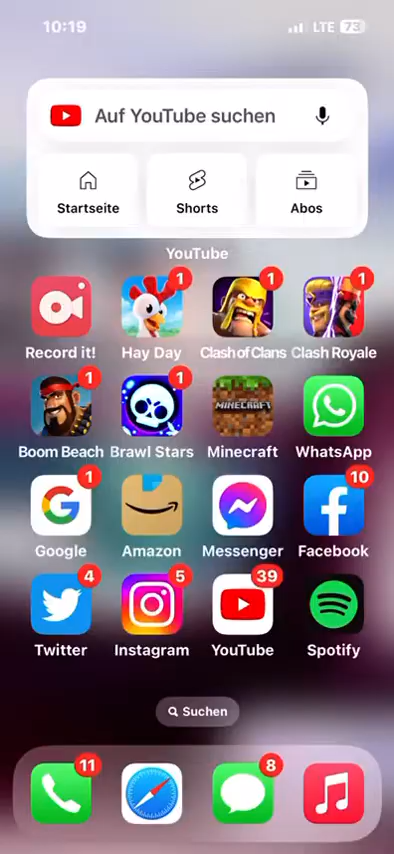 10:19 LTE 73
Auf YouTube suchen
Startseite Shorts Abos
YouTube
1 1 1
Record it! Hay Day Clash of Clans Clash Royale
1 1
MINECRAFT
Boom Beach Brawl Stars Minecraft WhatsApp
1 10
Google Amazon Messenger Facebook
4 5 39
Twitter Instagram YouTube Spotify
Suchen
11 8